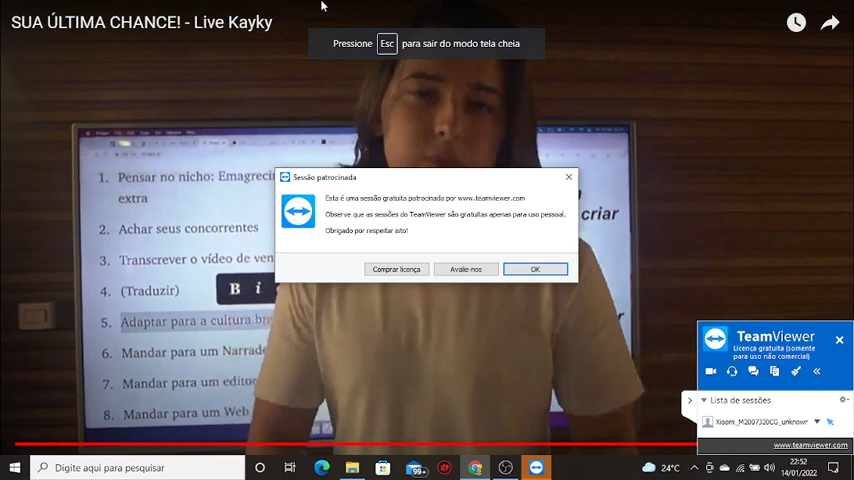 SUA ÚLTIMA CHANCE! - Live Kayky
Pressione Esc para sair do modo tela cheia
1. Pensar no nicho: Emagreci
extra
2. Achar seus concorrentes
3. Transcrever o vídeo de ven
4. (Traduzir)
B i
5. Adaptar para a cultura br
6. Mandar para um Narrado
7. Mandar para um editor
8. Mandar para um Web
criar
Sessão patrocinada
Esta é uma sessão gratuita patrocinada por www.teamviewer.com
Observe que as sessões do TeamViewer são gratuitas apenas para uso pessoal.
Obrigado por respeitar isto!
Comprar licença
Avalie-nos
OK
TeamViewer
Licença gratuita (somente
para uso não comercial)
Lista de sessões
Xiaomi_M2007J20CG_unknown
www.teamviewer.com
Digite aqui para pesquisar
99+
24°C
22:52
14/01/2022